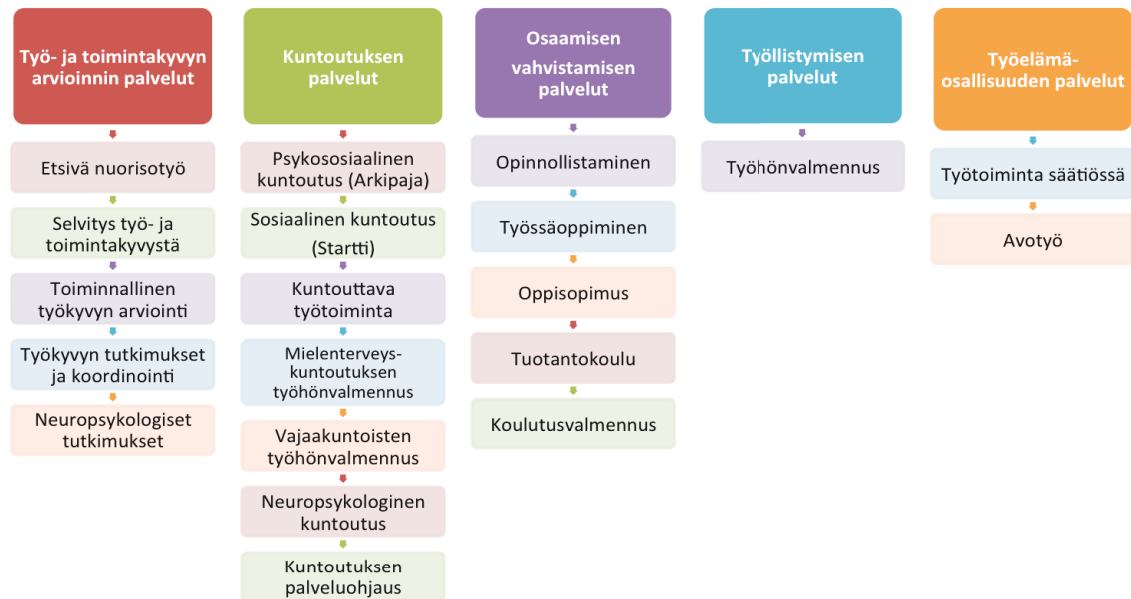 Työ- ja toimintakyvyn
arvioinnin palvelut
Etsivä nuorisotyö
Selvitys työ- ja
toimintakyvystä
Toiminnallinen
työkyvyn arviointi
Työkyvyn tutkimukset
ja koordinointi
Neuropsykologiset
tutkimukset
Kuntoutuksen
palvelut
Psykososiaalinen
kuntoutus (Arkipaja)
Sosiaalinen kuntoutus
(Startti)
Kuntouttava
työtoiminta
Mielenterveys-
kuntoutuksen
työhönvalmennus
Vajaakuntoisten
työhönvalmennus
Neuropsykologinen
kuntoutus
Kuntoutuksen
palveluohjaus
Osaamisen
vahvistamisen
palvelut
Opinnollistaminen
Työssäoppiminen
Oppisopimus
Tuotantokoulu
Koulutusvalmennus
Työllistymisen
palvelut
Työhönvalmennus
Työelämä-
osallisuuden palvelut
Työtoiminta säätiössä
Avotyö